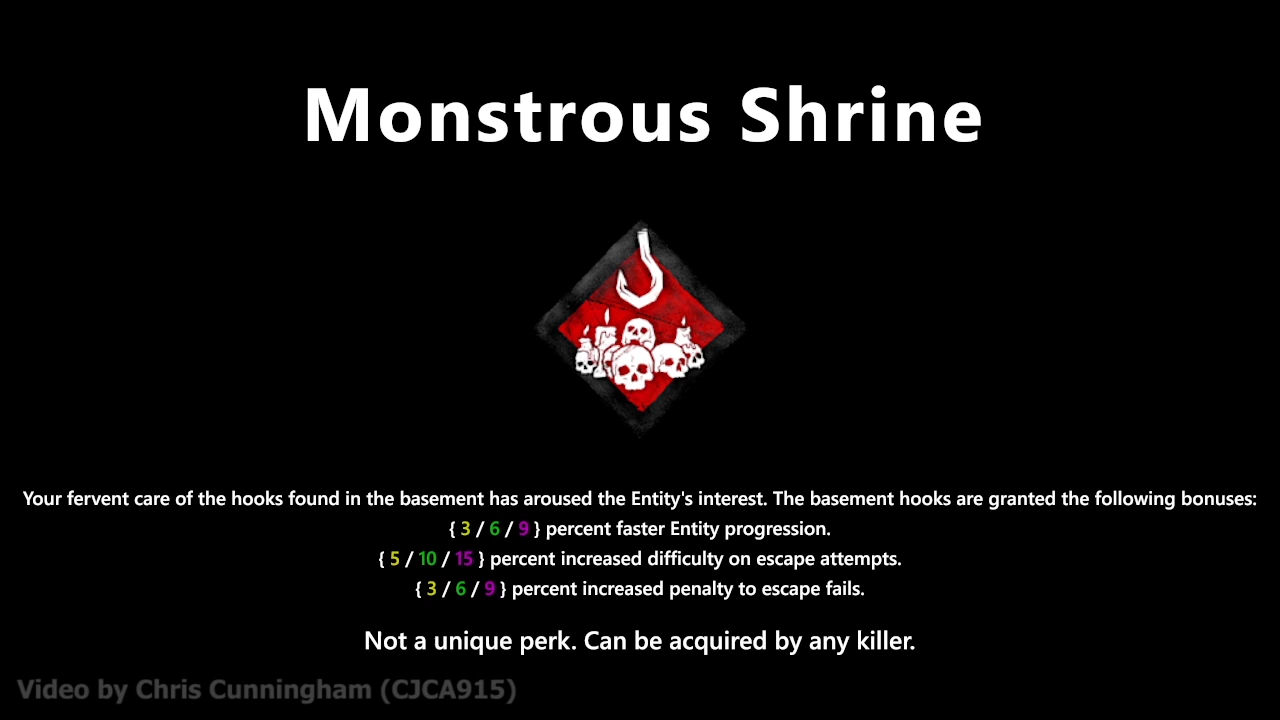 Monstrous Shrine
Your fervent care of the hooks found in the basement has aroused the Entity's interest. The basement hooks are granted the following bonuses:
{ 3 / 6 / 9 } percent faster Entity progression.
{ 5 / 10 / 15 } percent increased difficulty on escape attempts.
{ 3 / 6 / 9 } percent increased penalty to escape fails.
Not a unique perk. Can be acquired by any killer.
Video by Chris Cunningham (CJCA915)